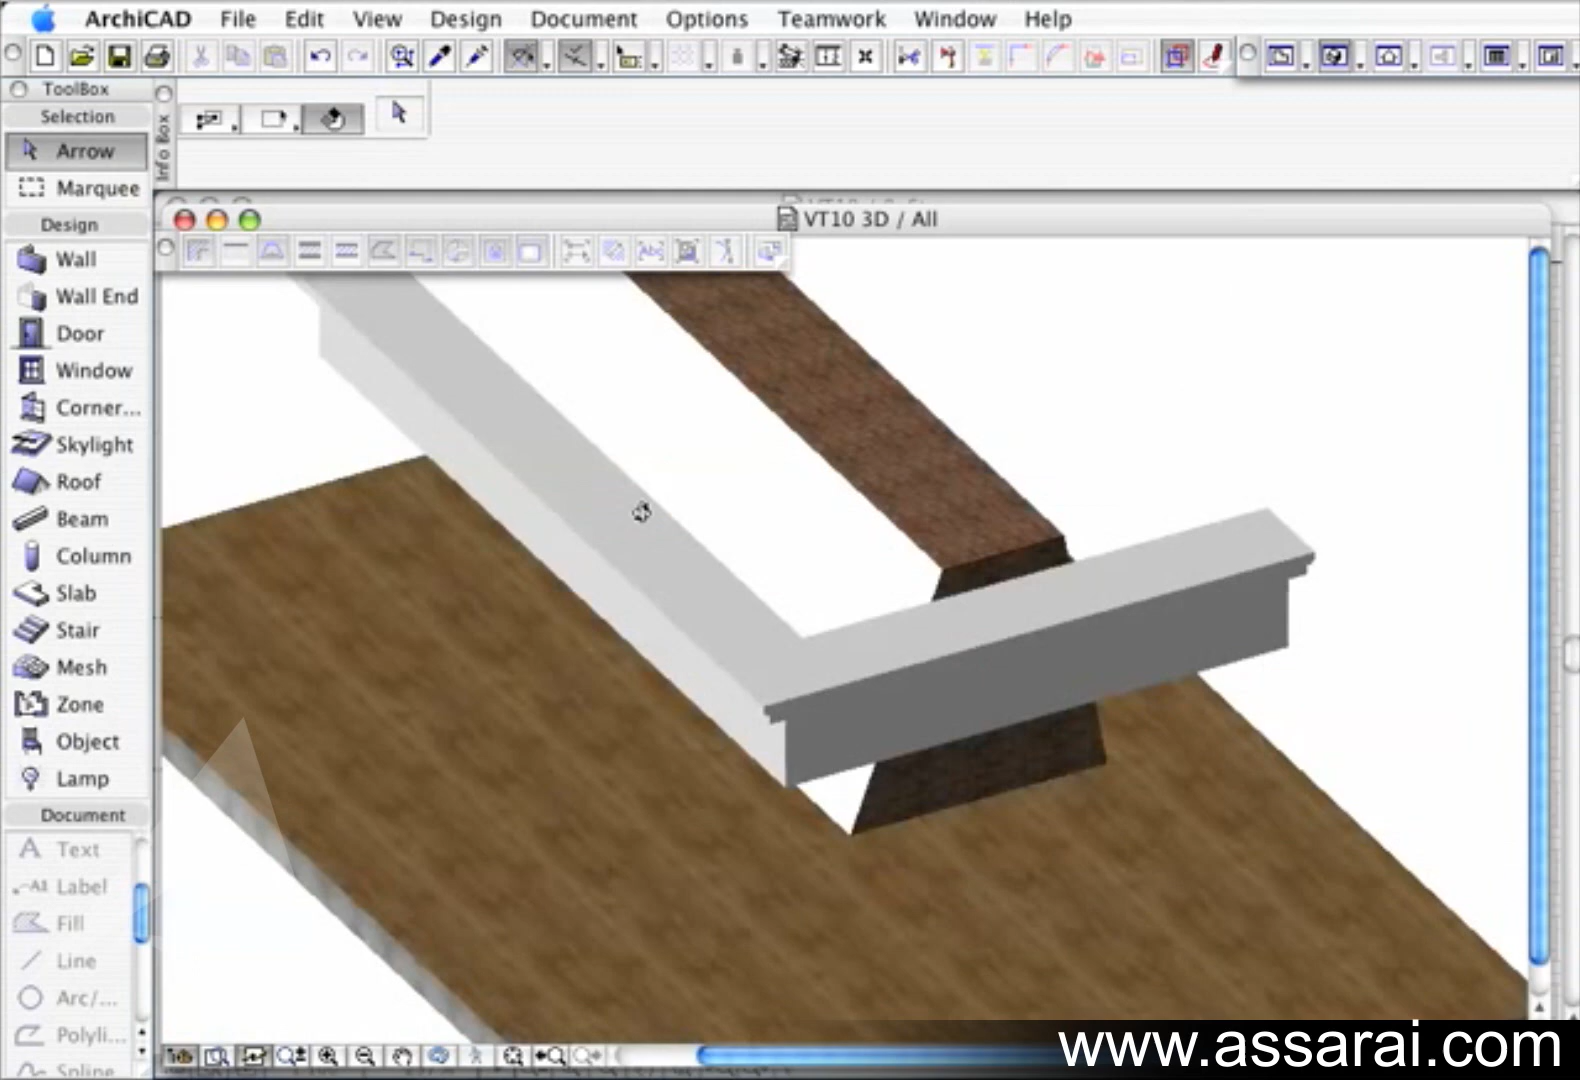 ArchiCAD File Edit View Design Document Options Teamwork Window Help
ToolBox
Selection
Arrow
Marquee
Info Box
VT10 3D / All
Design
Wall
Wall End
Door
Window
Corner...
Skylight
Roof
Beam
Column
Slab
Stair
Mesh
Zone
Object
Lamp
Document
A Text
A1 Label
Fill
Line
Arc/...
Polyli...
Spline
www.assarai.com